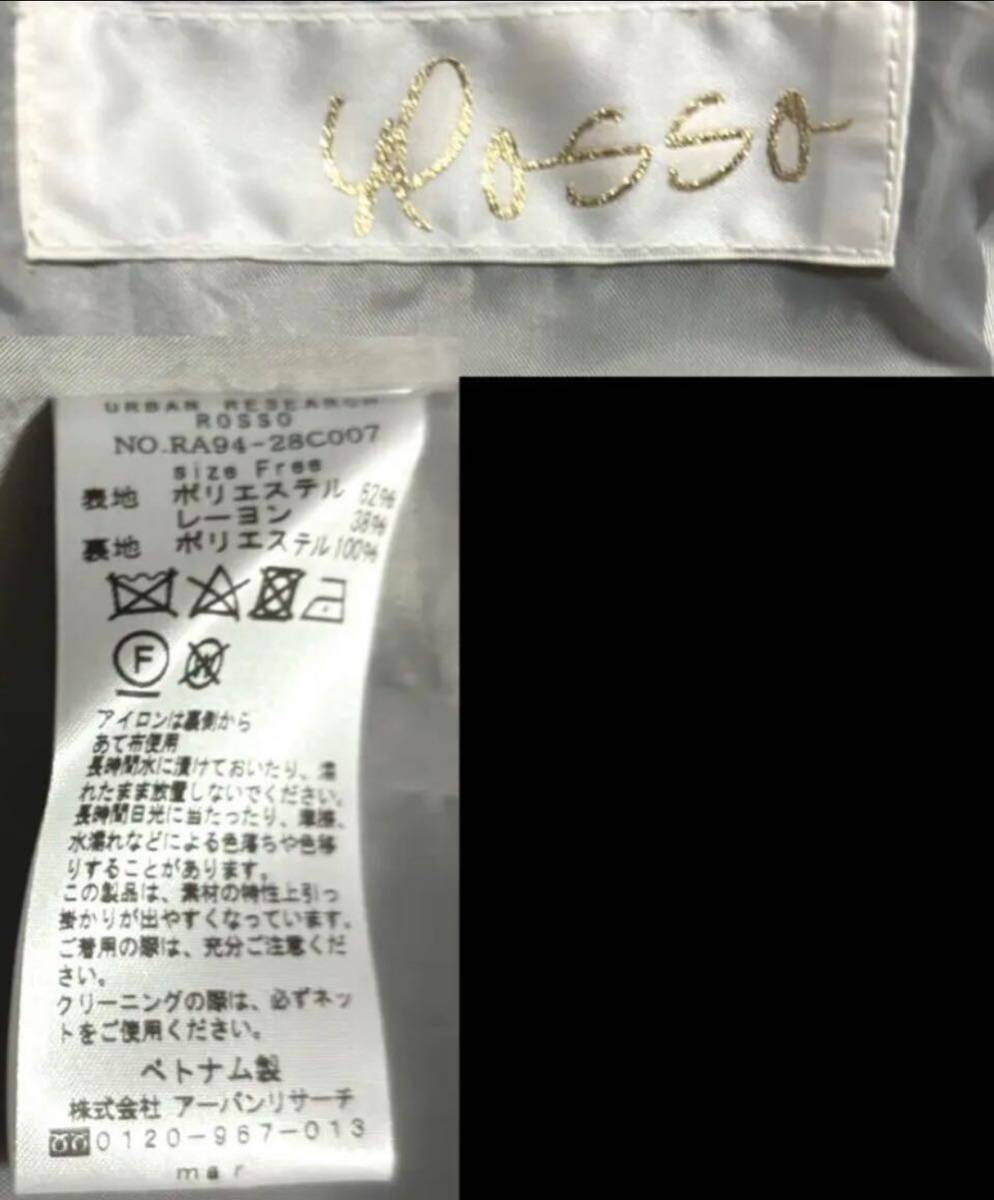 Rosso
URBAN RESEARCH
ROSSO
NO.RA94-28C007
size Free
表地 ポリエステル 62%
レーヨン 38%
裏地 ポリエステル100%
F
W
アイロンは裏側から
あて布使用
長時間水に漬けておいたり、濡
れたまま放置しないでください。
長時間日光に当たったり、摩擦、
水濡れなどによる色落ちや色移
りすることがあります。
この製品は、素材の特性上引っ
掛かりが出やすくなっています。
ご着用の際は、充分ご注意くだ
さい。
クリーニングの際は、必ずネッ
トをご使用ください。
ベトナム製
株式会社 アーバンリサーチ
0120-967-013
mar